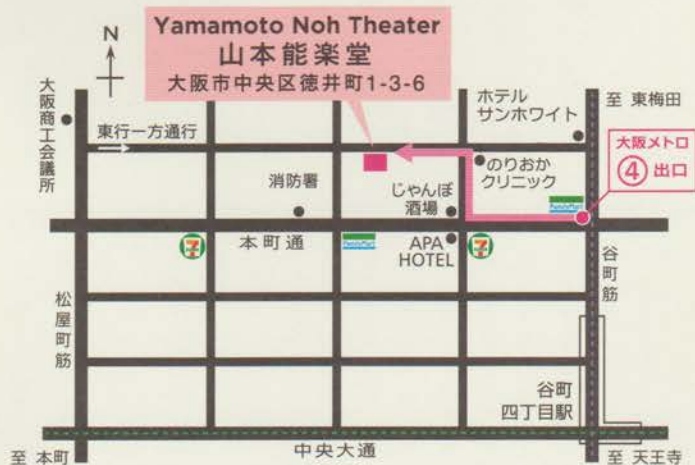 Yamamoto Noh Theater
山本能楽堂
大阪市中央区徳井町1-3-6
N
大阪商工会議所
東行一方通行
ホテル
サンホワイト
至 東梅田
大阪メトロ
④ 出口
消防署
じゃんぼ
酒場
のりおか
クリニック
FamilyMart
本町通
7
FamilyMart
APA
HOTEL
7
谷町筋
松屋町筋
谷町
四丁目駅
中央大通
至 本町
至 天王寺